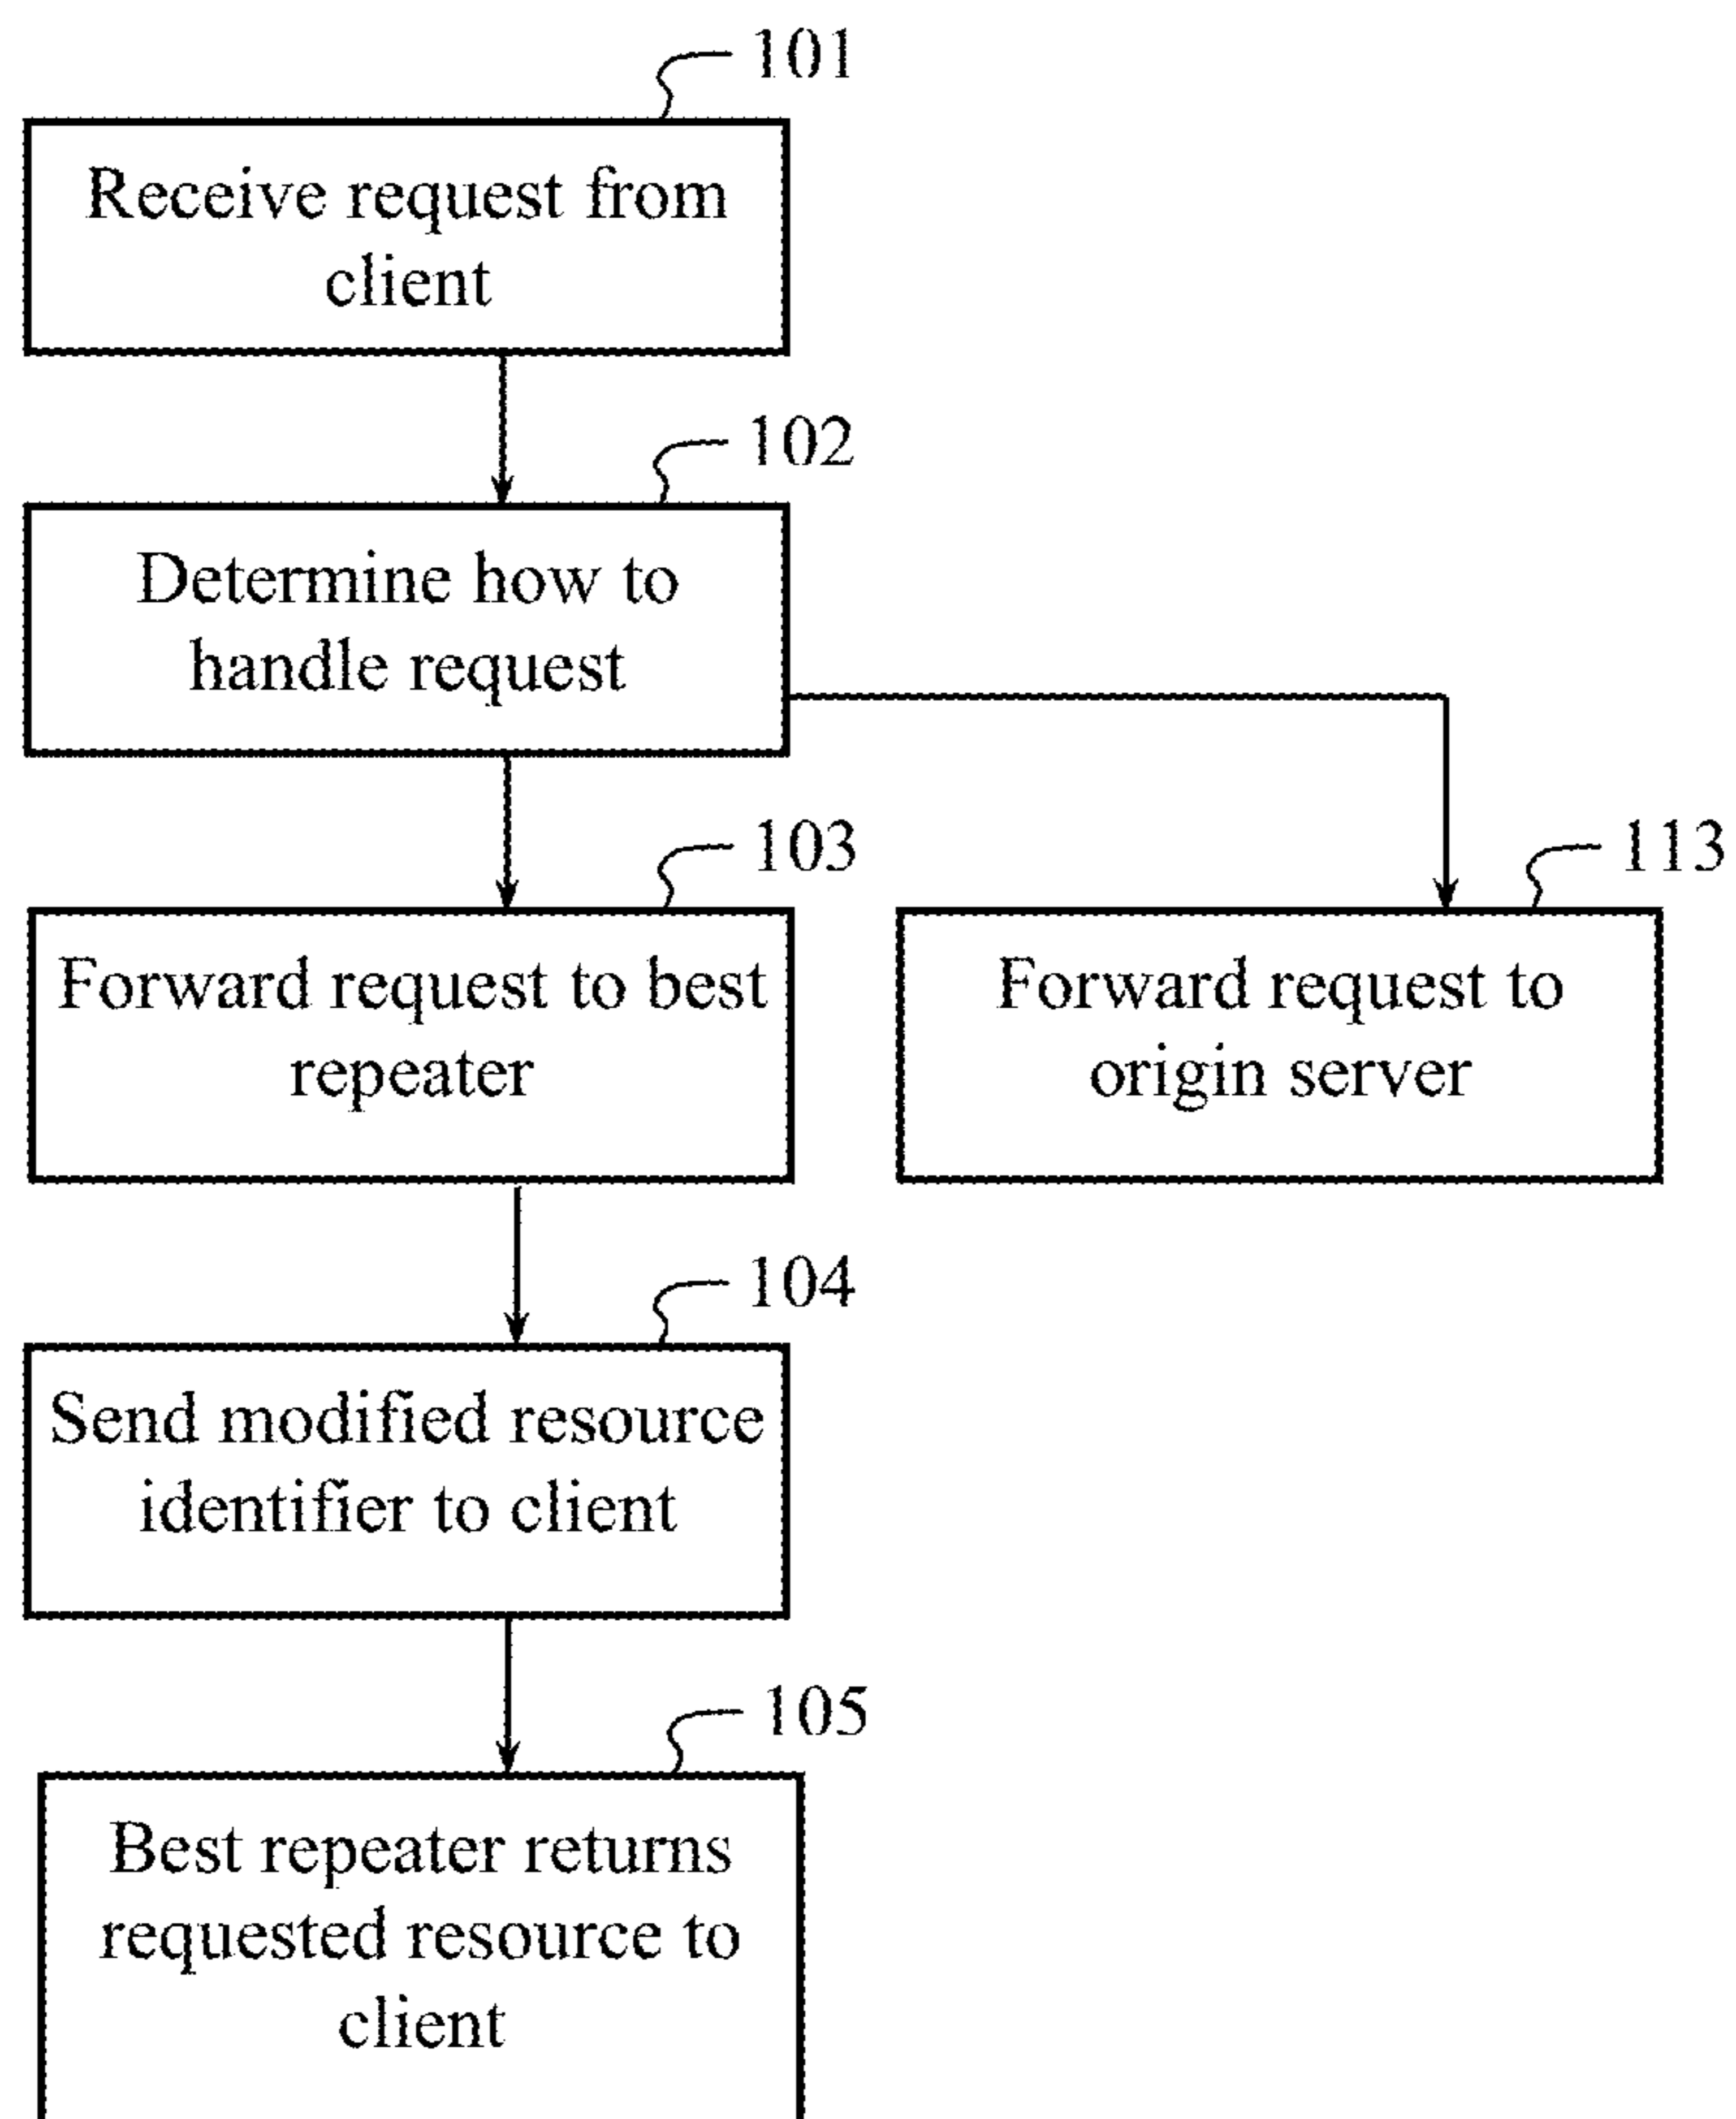 101
Receive request from
client
102
Determine how to
handle request
103
Forward request to best
repeater
113
Forward request to
origin server
104
Send modified resource
identifier to client
105
Best repeater returns
requested resource to
client